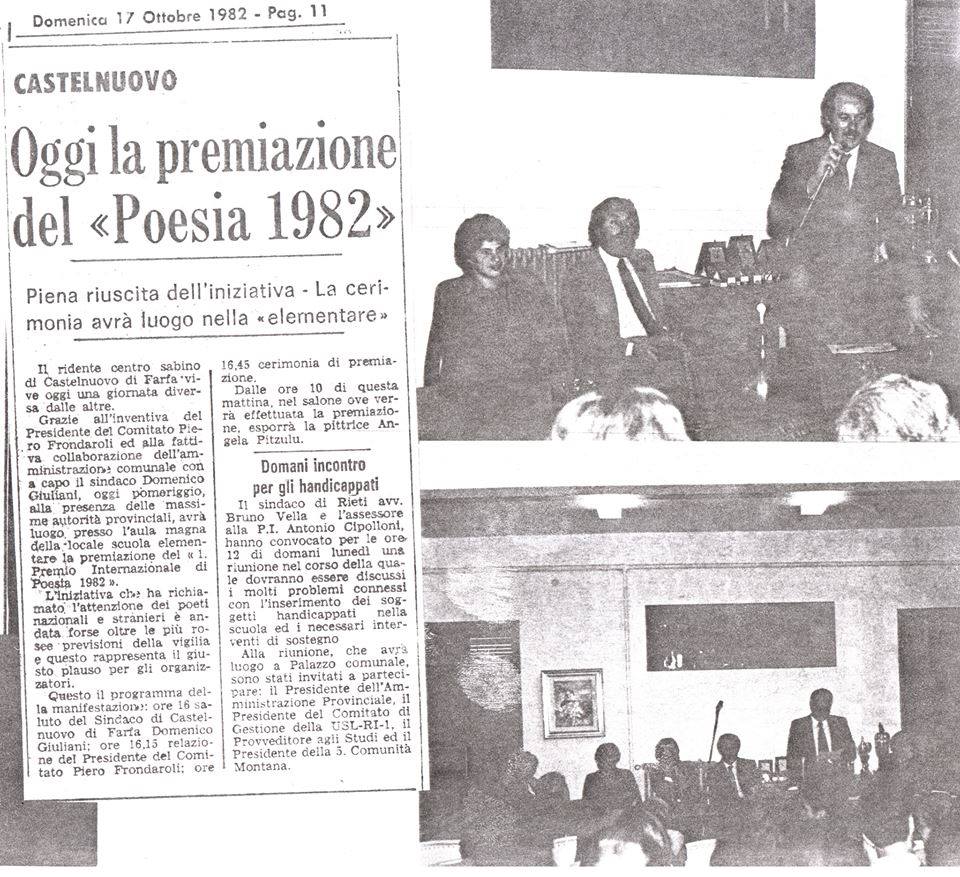 Domenica 17 Ottobre 1982 - Pag. 11
CASTELNUOVO
Oggi la premiazione
del «Poesia 1982»
Piena riuscita dell'iniziativa - La ceri-
monia avrà luogo nella «elementare»
Il ridente centro sabino
di Castelnuovo di Farfa vi-
ve oggi una giornata diver-
sa dalle altre.
Grazie all'inventiva del
Presidente del Comitato Pie-
ro Frondaroli ed alla fatti-
va collaborazione dell'am-
ministrazione comunale con
a capo il sindaco Domenico
Giuliani, oggi pomeriggio,
alla presenza delle massi-
me autorità provinciali, avrà
luogo presso l'aula magna
della locale scuola elemen-
tare la premiazione del «1.
Premio Internazionale di
Poesia 1982».
L'iniziativa che ha richia-
mato l'attenzione dei poeti
nazionali e stranieri è an-
data forse oltre le più ro-
see previsioni della vigilia
e questo rappresenta il giu-
sto plauso per gli organiz-
zatori.
Questo il programma del-
la manifestazione: ore 16 sa-
luto del Sindaco di Castel-
nuovo di Farfa Domenico
Giuliani; ore 16,15 relazio-
ne del Presidente del Comi-
tato Piero Frondaroli; ore
16,45 cerimonia di premia-
zione.
Dalle ore 10 di questa
mattina, nel salone ove ver-
rà effettuata la premiazio-
ne, esporrà la pittrice An-
gela Pitzulu.
Domani incontro
per gli handicappati
Il sindaco di Rieti avv.
Bruno Vella e l'assessore
alla P.I. Antonio Cipolloni,
hanno convocato per le ore
12 di domani lunedì una
riunione nel corso della qua-
le dovranno essere discussi
i molti problemi connessi
con l'inserimento dei sog-
getti handicappati nella
scuola ed i necessari inter-
venti di sostegno
Alla riunione, che avrà
luogo a Palazzo comunale,
sono stati invitati a parteci-
pare: il Presidente dell'Am-
ministrazione Provinciale, il
Presidente del Comitato di
Gestione della USL-RI-1, il
Provveditore agli Studi ed il
Presidente della 5. Comunità
Montana.